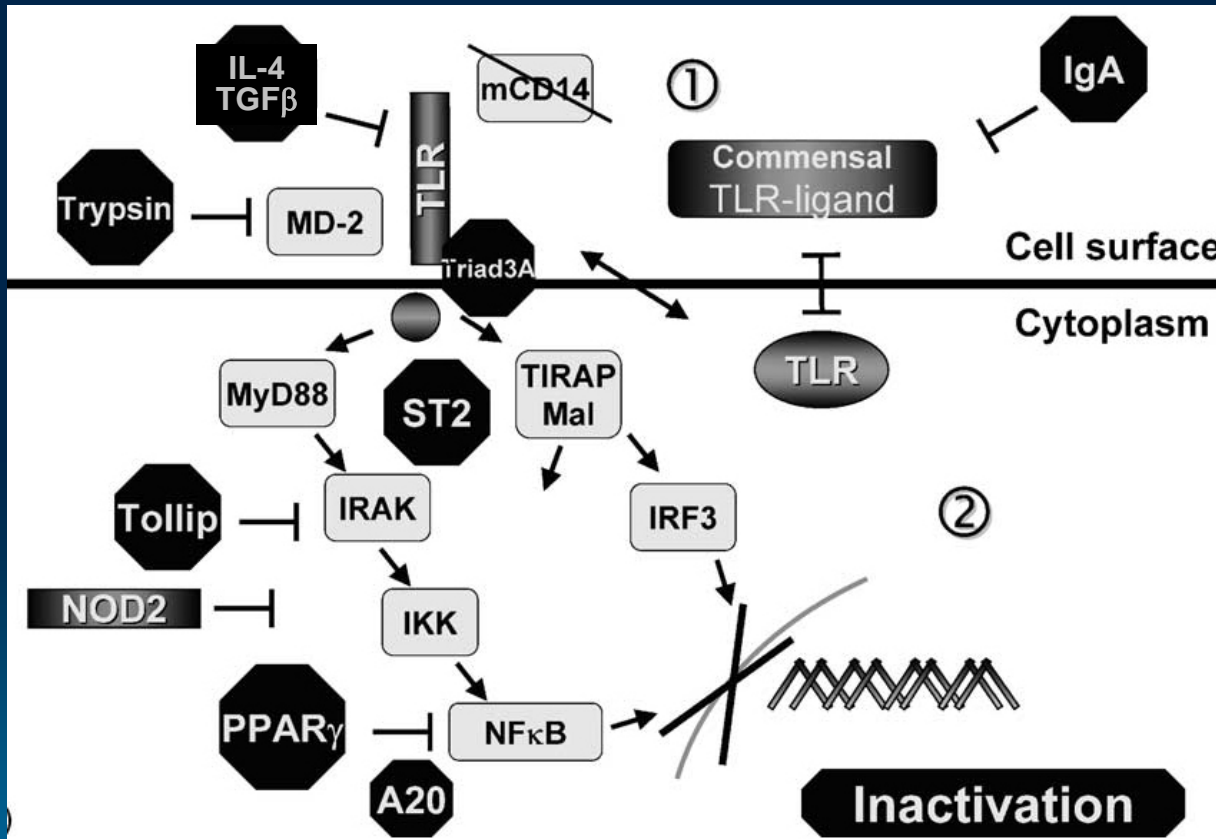 IL-4
TGFβ
mCD14
①
IgA
TLR
Commensal
TLR-ligand
Trypsin
MD-2
Triad3A
Cell surface
Cytoplasm
TLR
MyD88
ST2
TIRAP
Mal
Tollip
IRAK
IRF3
②
NOD2
IKK
PPARγ
NFκB
A20
Inactivation